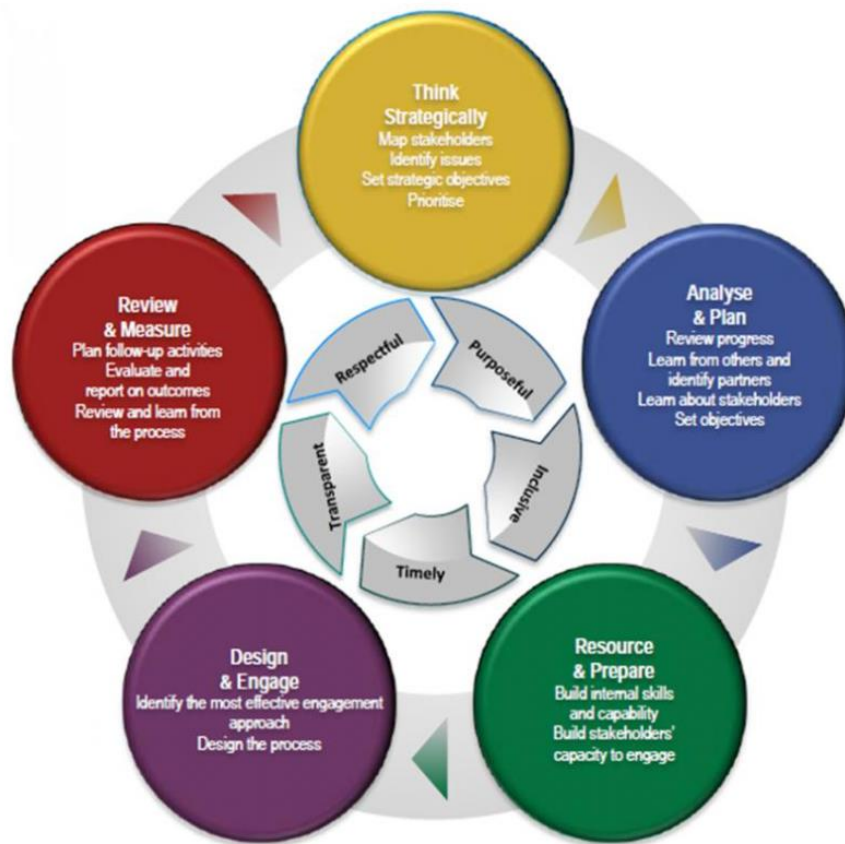 Think
Strategically
Map stakeholders
Identify issues
Set strategic objectives
Prioritise
Analyse
& Plan
Review progress
Learn from others and
identify partners
Learn about stakeholders
Set objectives
Resource
& Prepare
Build internal skills
and capability
Build stakeholders'
capacity to engage
Design
& Engage
Identify the most effective engagement
approach
Design the process
Review
& Measure
Plan follow-up activities
Evaluate and
report on outcomes
Review and learn from
the process
Purposeful
Inclusive
Timely
Transparent
Respectful